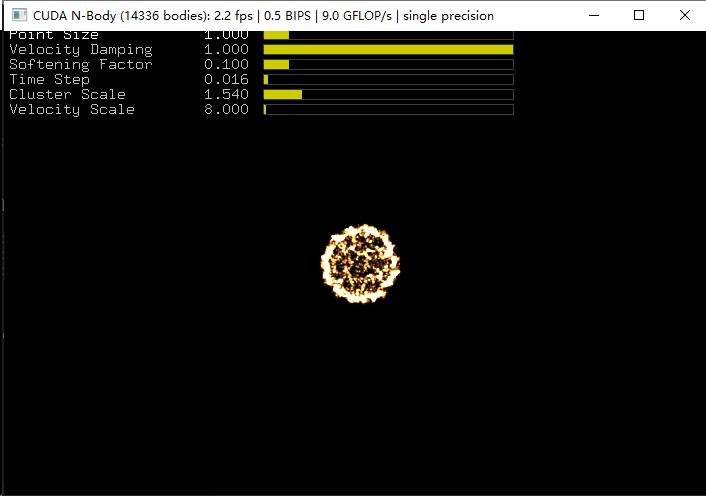 CUDA N-Body (14336 bodies): 2.2 fps | 0.5 BIPS | 9.0 GFLOP/s | single precision
Point Size 1.000
Velocity Damping 1.000
Softening Factor 0.100
Time Step 0.016
Cluster Scale 1.540
Velocity Scale 8.000